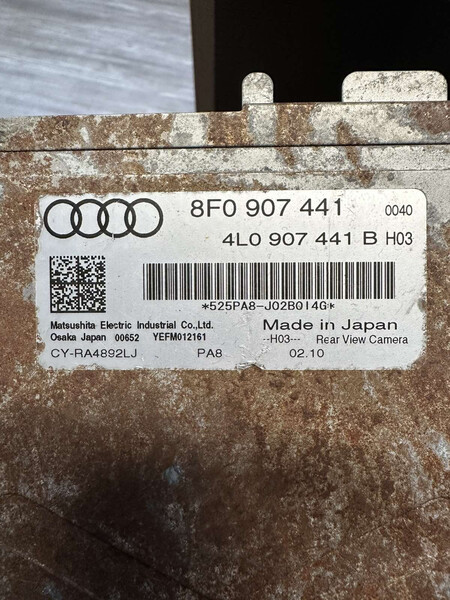 8F0 907 441 0040
4L0 907 441 B H03
*525PA8-J02B0I4G*
Matsushita Electric Industrial Co.,Ltd. Made in Japan
Osaka Japan 00652 YEFM012161 --H03--- Rear View Camera
CY-RA4892LJ PA8 02.10